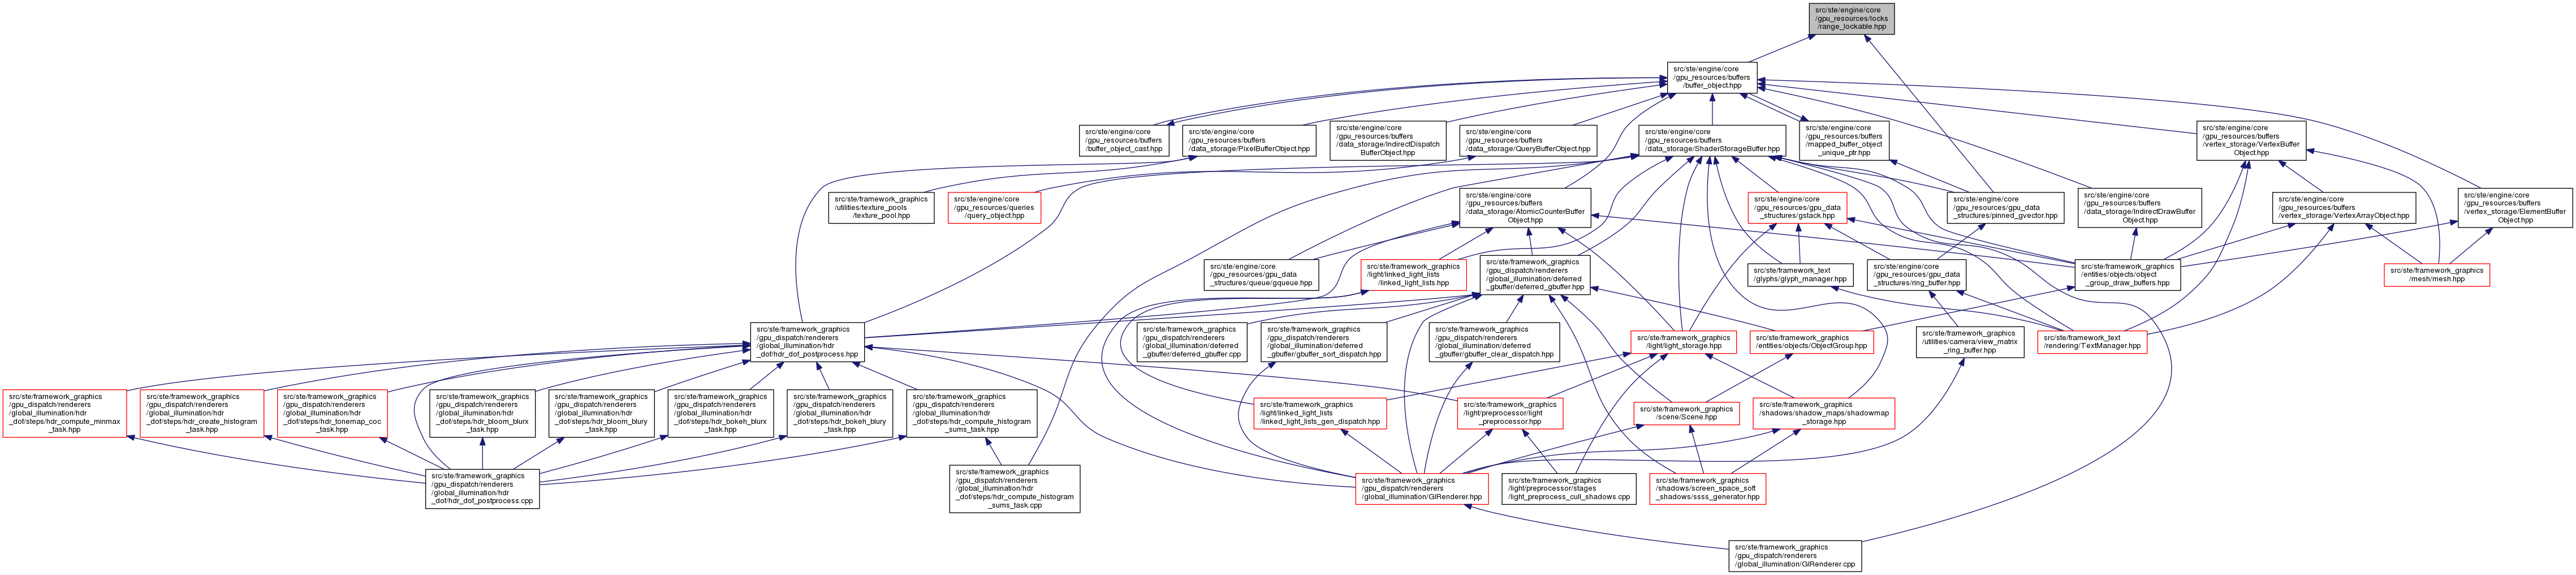 src/ste/engine/core
/gpu_resources/locks
/range_lockable.hpp
src/ste/engine/core
/gpu_resources/buffers
/buffer_object.hpp
src/ste/engine/core
/gpu_resources/buffers
/buffer_object_cast.hpp
src/ste/engine/core
/gpu_resources/buffers
/data_storage/PixelBufferObject.hpp
src/ste/engine/core
/gpu_resources/buffers
/data_storage/IndirectDispatch
BufferObject.hpp
src/ste/engine/core
/gpu_resources/buffers
/data_storage/QueryBufferObject.hpp
src/ste/engine/core
/gpu_resources/buffers
/data_storage/ShaderStorageBuffer.hpp
src/ste/engine/core
/gpu_resources/buffers
/mapped_buffer_object
_unique_ptr.hpp
src/ste/engine/core
/gpu_resources/buffers
/vertex_storage/VertexBuffer
Object.hpp
src/ste/framework_graphics
/utilities/texture_pools
/texture_pool.hpp
src/ste/engine/core
/gpu_resources/queries
/query_object.hpp
src/ste/engine/core
/gpu_resources/buffers
/data_storage/AtomicCounterBuffer
Object.hpp
src/ste/engine/core
/gpu_resources/gpu_data
_structures/gstack.hpp
src/ste/engine/core
/gpu_resources/gpu_data
_structures/pinned_gvector.hpp
src/ste/engine/core
/gpu_resources/buffers
/data_storage/IndirectDrawBuffer
Object.hpp
src/ste/engine/core
/gpu_resources/buffers
/vertex_storage/VertexArrayObject.hpp
src/ste/engine/core
/gpu_resources/buffers
/vertex_storage/ElementBuffer
Object.hpp
src/ste/engine/core
/gpu_resources/gpu_data
_structures/queue/gqueue.hpp
src/ste/framework_graphics
/light/linked_light_lists
/linked_light_lists.hpp
src/ste/framework_graphics
/gpu_dispatch/renderers
/global_illumination/deferred
_gbuffer/deferred_gbuffer.hpp
src/ste/framework_text
/glyphs/glyph_manager.hpp
src/ste/engine/core
/gpu_resources/gpu_data
_structures/ring_buffer.hpp
src/ste/framework_graphics
/entities/objects/object
_group_draw_buffers.hpp
src/ste/framework_graphics
/mesh/mesh.hpp
src/ste/framework_graphics
/gpu_dispatch/renderers
/global_illumination/hdr
_dof/hdr_dof_postprocess.hpp
src/ste/framework_graphics
/gpu_dispatch/renderers
/global_illumination/deferred
_gbuffer/deferred_gbuffer.cpp
src/ste/framework_graphics
/gpu_dispatch/renderers
/global_illumination/deferred
_gbuffer/gbuffer_sort_dispatch.hpp
src/ste/framework_graphics
/gpu_dispatch/renderers
/global_illumination/deferred
_gbuffer/gbuffer_clear_dispatch.hpp
src/ste/framework_graphics
/light/light_storage.hpp
src/ste/framework_graphics
/entities/objects/ObjectGroup.hpp
src/ste/framework_graphics
/utilities/camera/view_matrix
_ring_buffer.hpp
src/ste/framework_text
/rendering/TextManager.hpp
src/ste/framework_graphics
/gpu_dispatch/renderers
/global_illumination/hdr
_dof/steps/hdr_compute_minmax
_task.hpp
src/ste/framework_graphics
/gpu_dispatch/renderers
/global_illumination/hdr
_dof/steps/hdr_create_histogram
_task.hpp
src/ste/framework_graphics
/gpu_dispatch/renderers
/global_illumination/hdr
_dof/steps/hdr_tonemap_coc
_task.hpp
src/ste/framework_graphics
/gpu_dispatch/renderers
/global_illumination/hdr
_dof/steps/hdr_bloom_blurx
_task.hpp
src/ste/framework_graphics
/gpu_dispatch/renderers
/global_illumination/hdr
_dof/steps/hdr_bloom_blury
_task.hpp
src/ste/framework_graphics
/gpu_dispatch/renderers
/global_illumination/hdr
_dof/steps/hdr_bokeh_blurx
_task.hpp
src/ste/framework_graphics
/gpu_dispatch/renderers
/global_illumination/hdr
_dof/steps/hdr_bokeh_blury
_task.hpp
src/ste/framework_graphics
/gpu_dispatch/renderers
/global_illumination/hdr
_dof/steps/hdr_compute_histogram
_sums_task.hpp
src/ste/framework_graphics
/light/linked_light_lists
/linked_light_lists_gen_dispatch.hpp
src/ste/framework_graphics
/light/preprocessor/light
_preprocessor.hpp
src/ste/framework_graphics
/scene/Scene.hpp
src/ste/framework_graphics
/shadows/shadow_maps/shadowmap
_storage.hpp
src/ste/framework_graphics
/gpu_dispatch/renderers
/global_illumination/hdr
_dof/hdr_dof_postprocess.cpp
src/ste/framework_graphics
/gpu_dispatch/renderers
/global_illumination/hdr
_dof/steps/hdr_compute_histogram
_sums_task.cpp
src/ste/framework_graphics
/gpu_dispatch/renderers
/global_illumination/GIRenderer.hpp
src/ste/framework_graphics
/light/preprocessor/stages
/light_preprocess_cull_shadows.cpp
src/ste/framework_graphics
/shadows/screen_space_soft
_shadows/ssss_generator.hpp
src/ste/framework_graphics
/gpu_dispatch/renderers
/global_illumination/GIRenderer.cpp